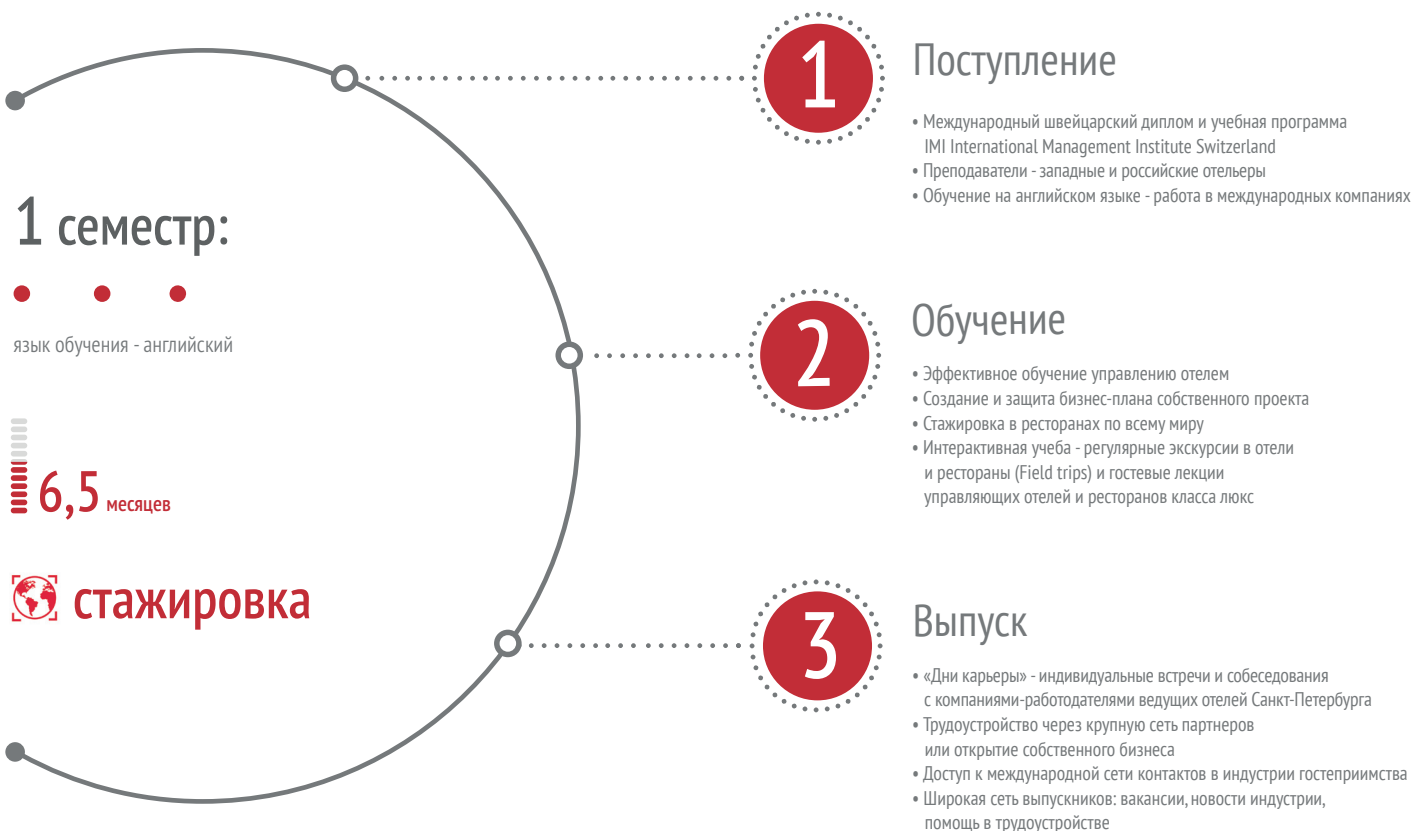 1 семестр:
язык обучения - английский
6,5 месяцев
стажировка
1
Поступление
• Международный швейцарский диплом и учебная программа
IMI International Management Institute Switzerland
• Преподаватели - западные и российские отельеры
• Обучение на английском языке - работа в международных компаниях
2
Обучение
• Эффективное обучение управлению отелем
• Создание и защита бизнес-плана собственного проекта
• Стажировка в ресторанах по всему миру
• Интерактивная учеба - регулярные экскурсии в отели
и рестораны (Field trips) и гостевые лекции
управляющих отелей и ресторанов класса люкс
3
Выпуск
• «Дни карьеры» - индивидуальные встречи и собеседования
с компаниями-работодателями ведущих отелей Санкт-Петербурга
• Трудоустройство через крупную сеть партнеров
или открытие собственного бизнеса
• Доступ к международной сети контактов в индустрии гостеприимства
• Широкая сеть выпускников: вакансии, новости индустрии,
помощь в трудоустройстве